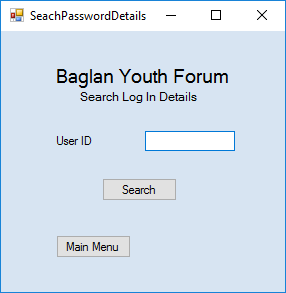 SeachPasswordDetails
Baglan Youth Forum
Search Log In Details
User ID
Search
Main Menu